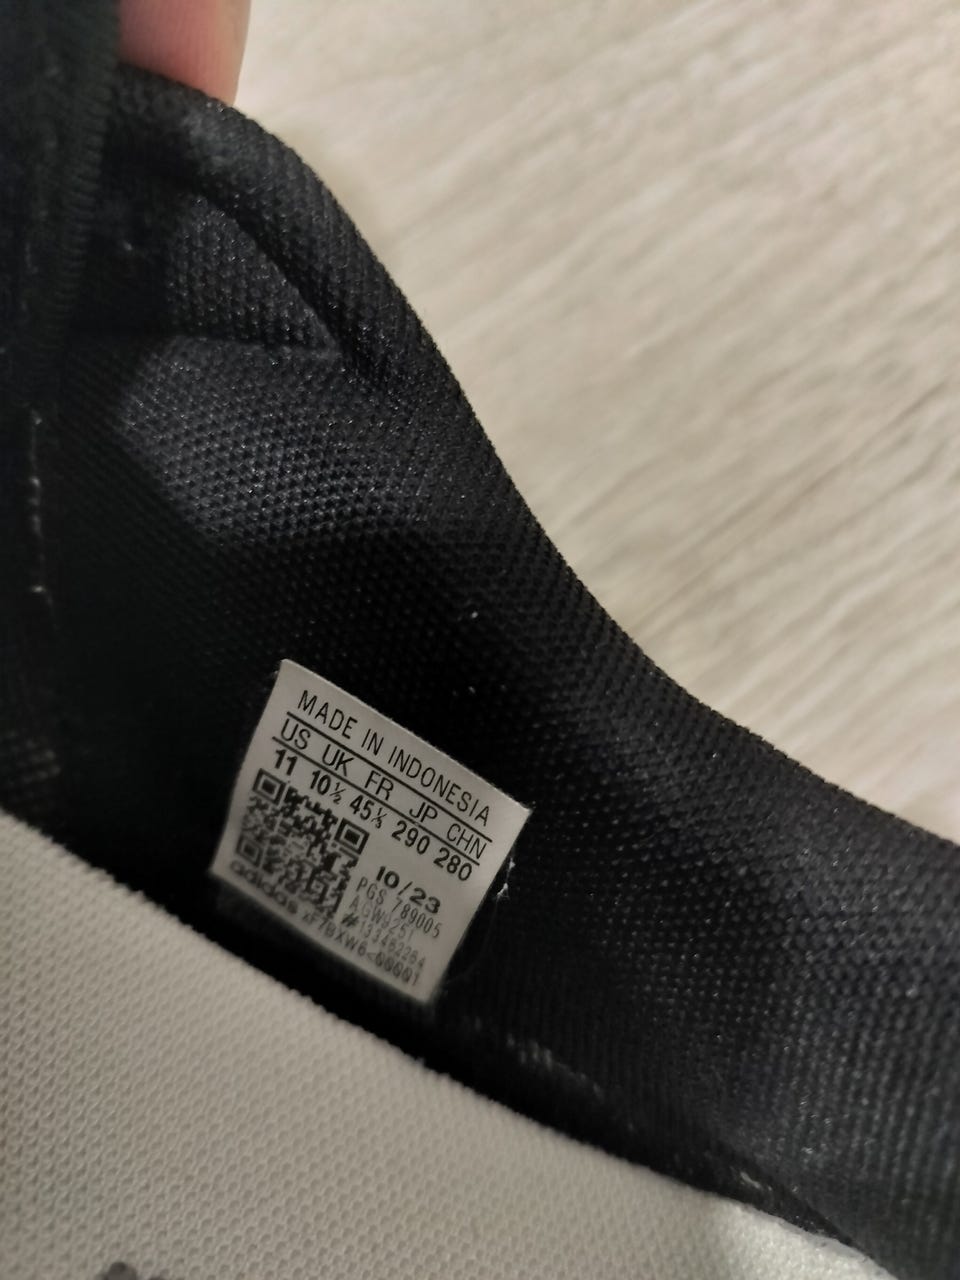 MADE IN INDONESIA
US UK FR JP CHN
11 10½ 45⅓ 290 280
10/23
PGS 789005
#133462264
adidas